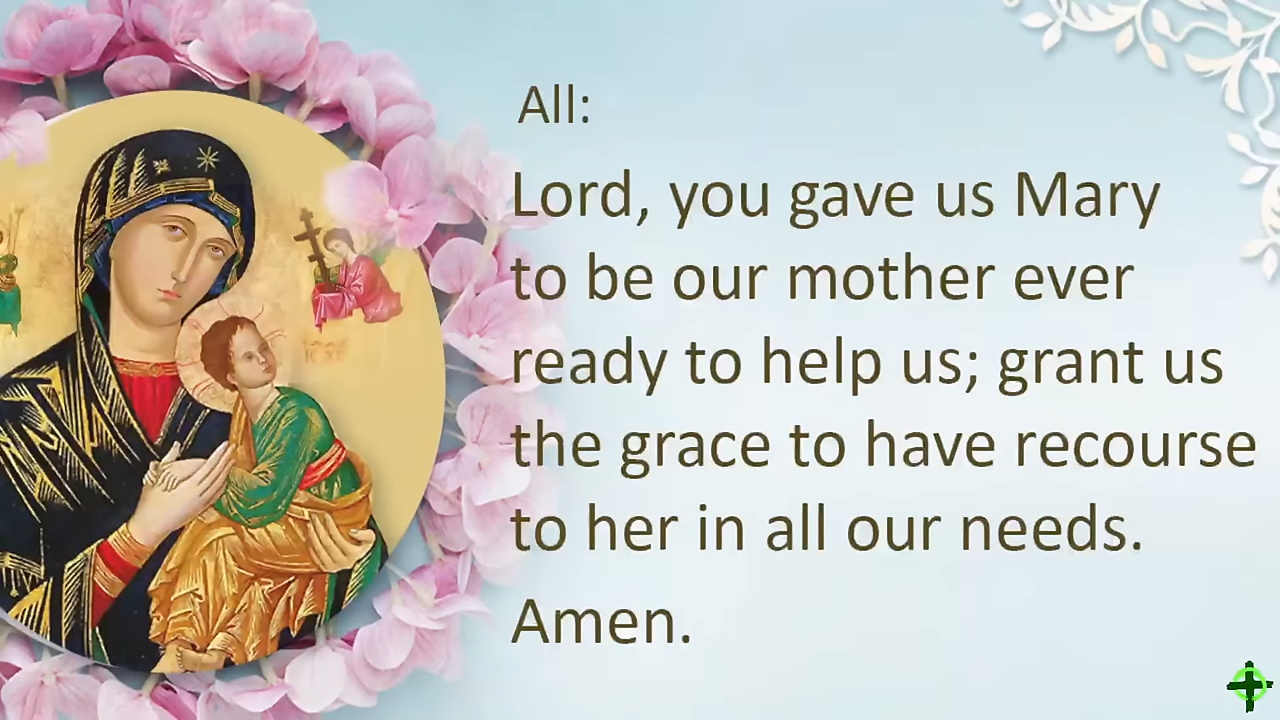 All:
Lord, you gave us Mary
to be our mother ever
ready to help us; grant us
the grace to have recourse
to her in all our needs.
Amen.